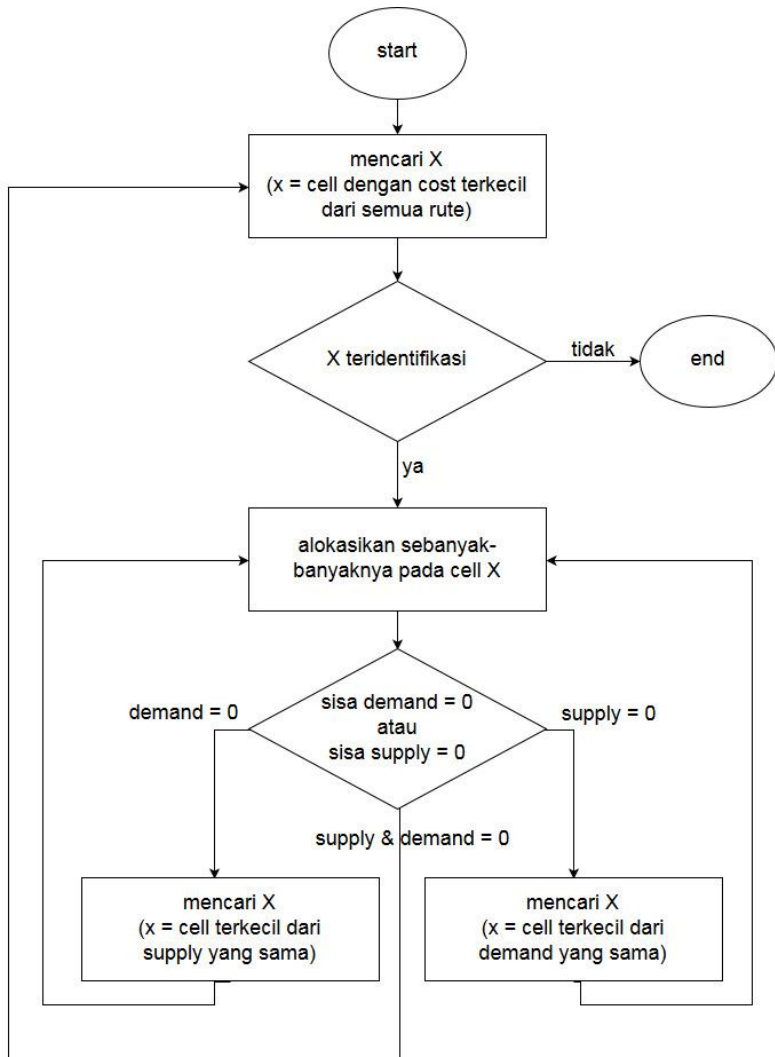 start
mencari X
(x = cell dengan cost terkecil
dari semua rute)
X teridentifikasi
tidak
end
ya
alokasikan sebanyak-
banyaknya pada cell X
demand = 0
sisa demand = 0
atau
sisa supply = 0
supply = 0
supply & demand = 0
mencari X
(x = cell terkecil dari
supply yang sama)
mencari X
(x = cell terkecil dari
demand yang sama)